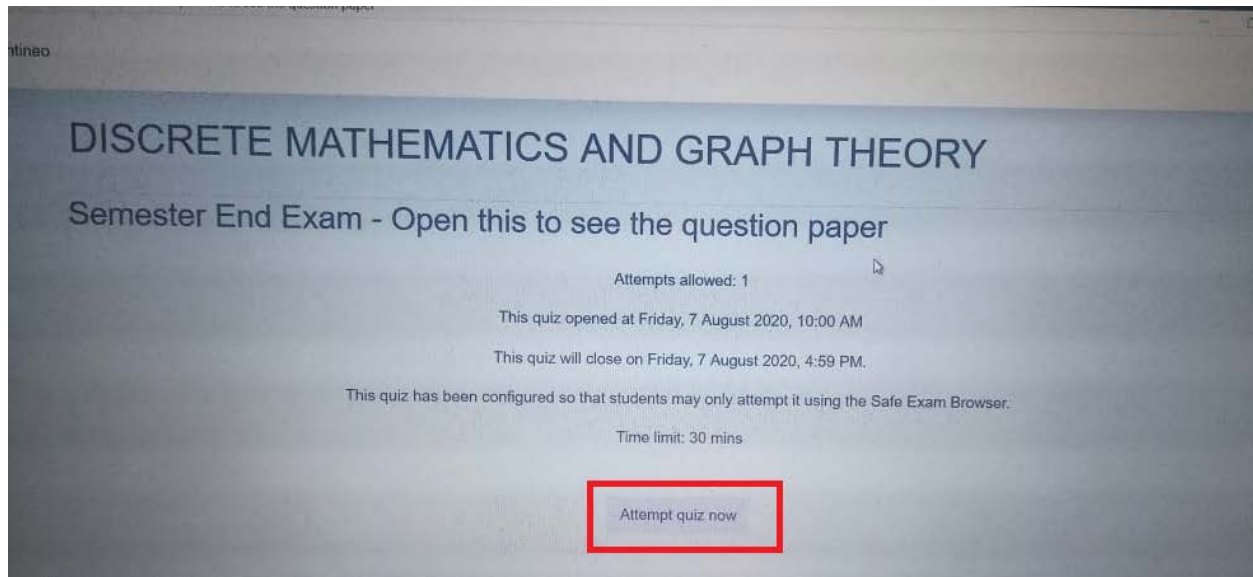 DISCRETE MATHEMATICS AND GRAPH THEORY
Semester End Exam - Open this to see the question paper
Attempts allowed: 1
This quiz opened at Friday, 7 August 2020, 10:00 AM
This quiz will close on Friday, 7 August 2020, 4:59 PM.
This quiz has been configured so that students may only attempt it using the Safe Exam Browser.
Time limit: 30 mins
Attempt quiz now